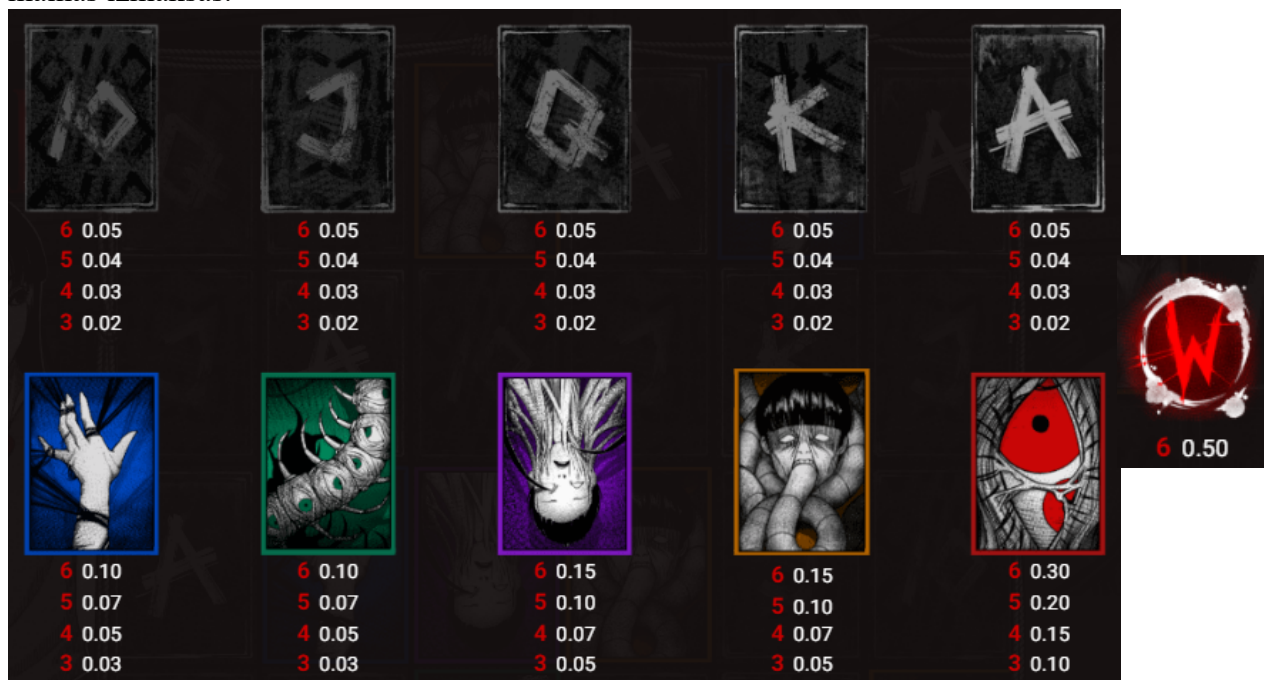 10 J Q K A
6 0.05 6 0.05 6 0.05 6 0.05 6 0.05
5 0.04 5 0.04 5 0.04 5 0.04 5 0.04
4 0.03 4 0.03 4 0.03 4 0.03 4 0.03
3 0.02 3 0.02 3 0.02 3 0.02 3 0.02
W
6 0.50
6 0.10 6 0.10 6 0.15 6 0.15 6 0.30
5 0.07 5 0.07 5 0.10 5 0.10 5 0.20
4 0.05 4 0.05 4 0.07 4 0.07 4 0.15
3 0.03 3 0.03 3 0.05 3 0.05 3 0.10